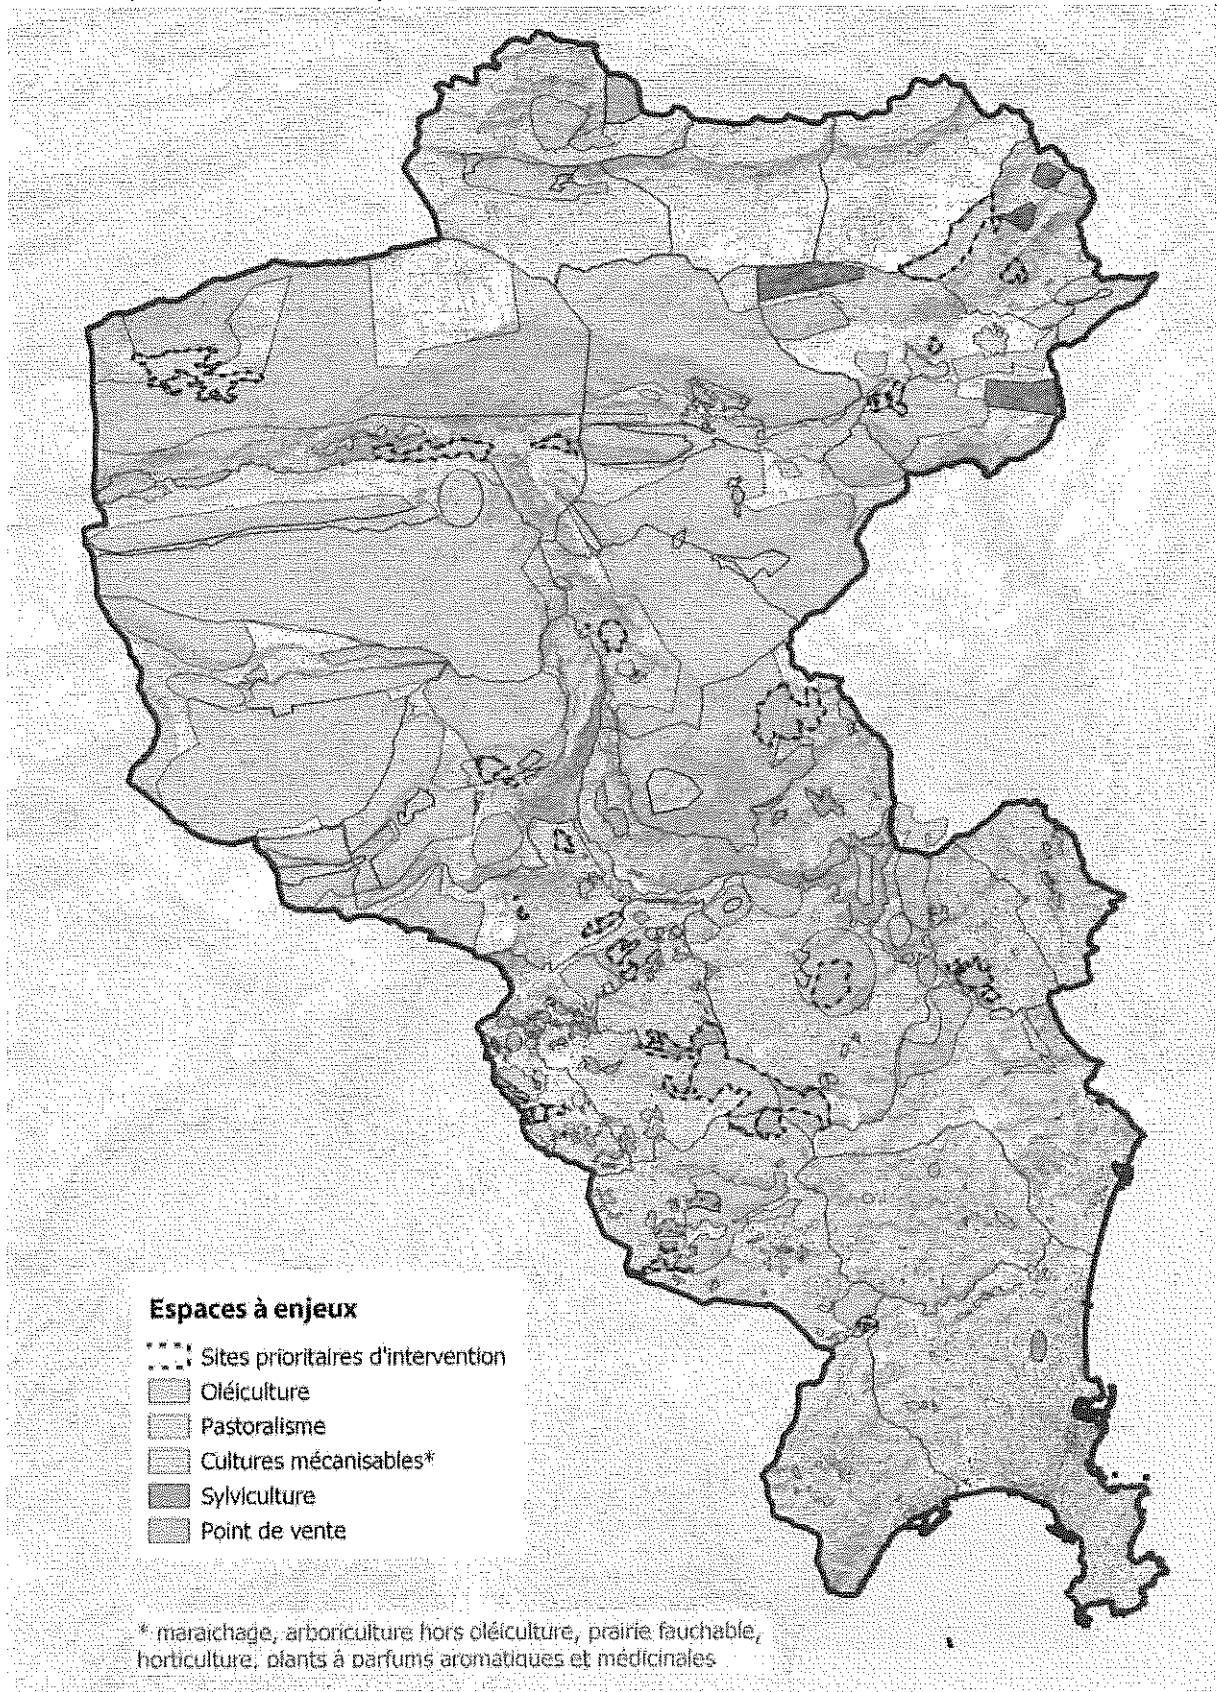 Espaces à enjeux
Sites prioritaires d'intervention
Oléiculture
Pastoralisme
Cultures mécanisables*
Sylviculture
Point de vente
* maraichage, arboriculture hors oléiculture, prairie fauchable,
horticulture, plants à parfums aromatiques et médicinales